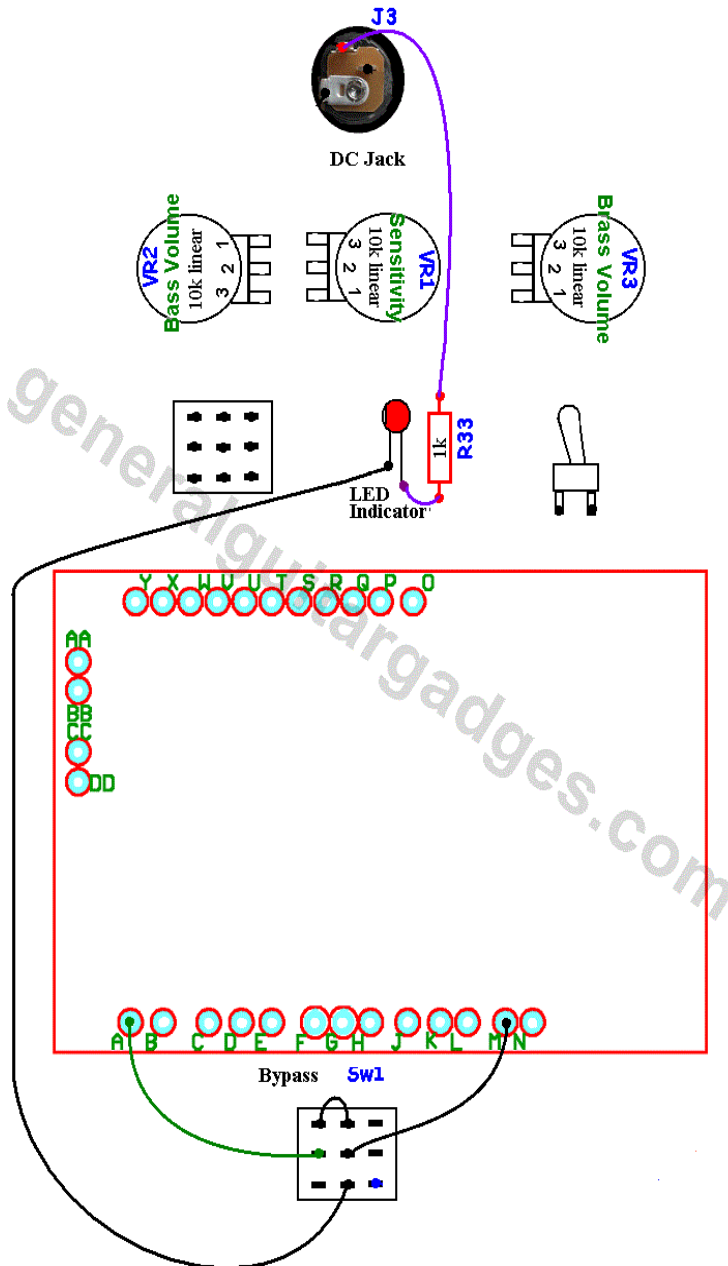 J3
DC Jack
VR2
Bass Volume
10k linear
3 2 1
Sensitivity
3 2 1
10k linear
VR1
Brass Volume
3 2 1
10k linear
VR3
1k
R33
LED
Indicator
generalguitargadges.com
Y X W V U T S R Q P O
AA
BB
CC
DD
A B C D E F G H J K L M N
Bypass SW1